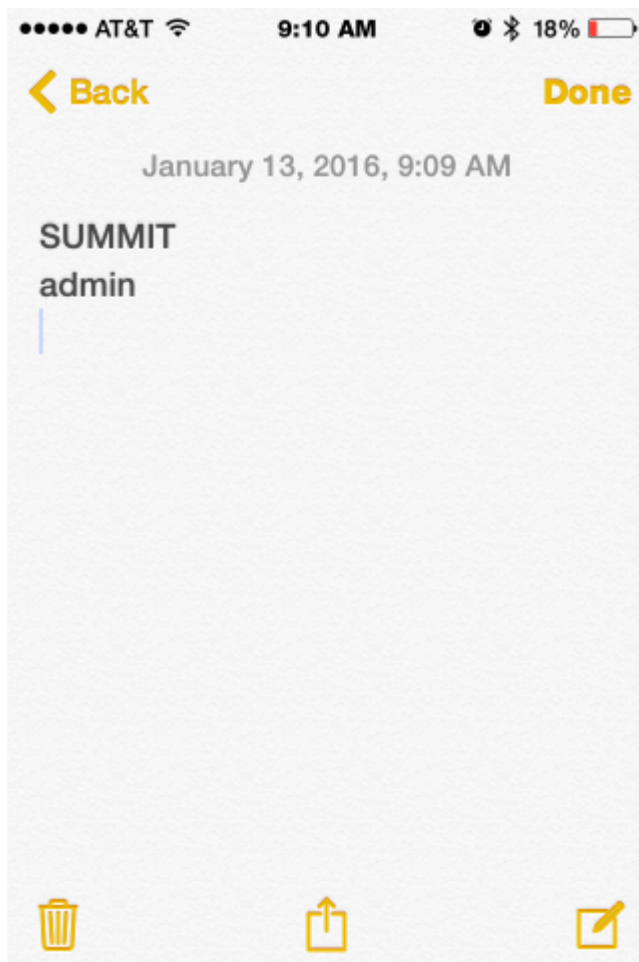 AT&T 9:10 AM 18%
Back Done
January 13, 2016, 9:09 AM
SUMMIT
admin